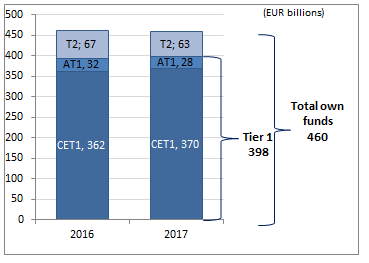 (EUR billions)
500
450
400
350
300
250
200
150
100
50
0
T2; 67
AT1, 32
CET1, 362
T2; 63
AT1, 28
CET1, 370
2016
2017
Tier 1
398
Total own
funds
460